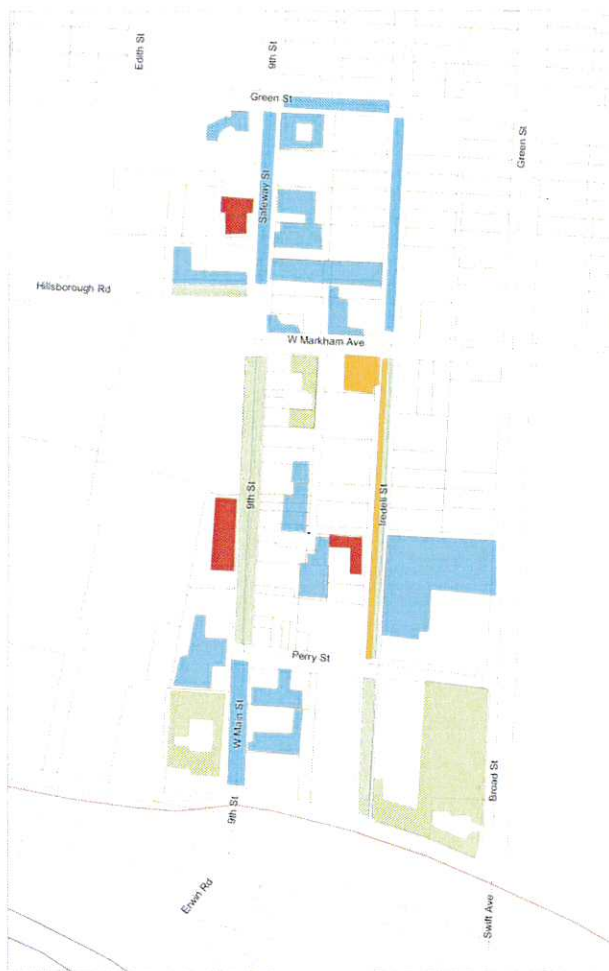 Edith St
9th St
Green St
Green St
Safeway St
Hillsborough Rd
W Markham Ave
9th St
Iredell St
Perry St
W Main St
Broad St
9th St
Erwin Rd
Swift Ave